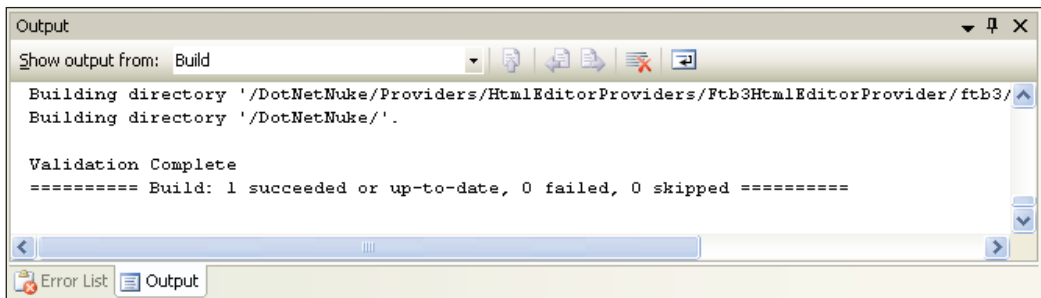 Output
Show output from: Build
Building directory '/DotNetNuke/Providers/HtmlEditorProviders/Ftb3HtmlEditorProvider/ftb3/
Building directory '/DotNetNuke/'.
Validation Complete
========== Build: 1 succeeded or up-to-date, 0 failed, 0 skipped ==========
Error List Output